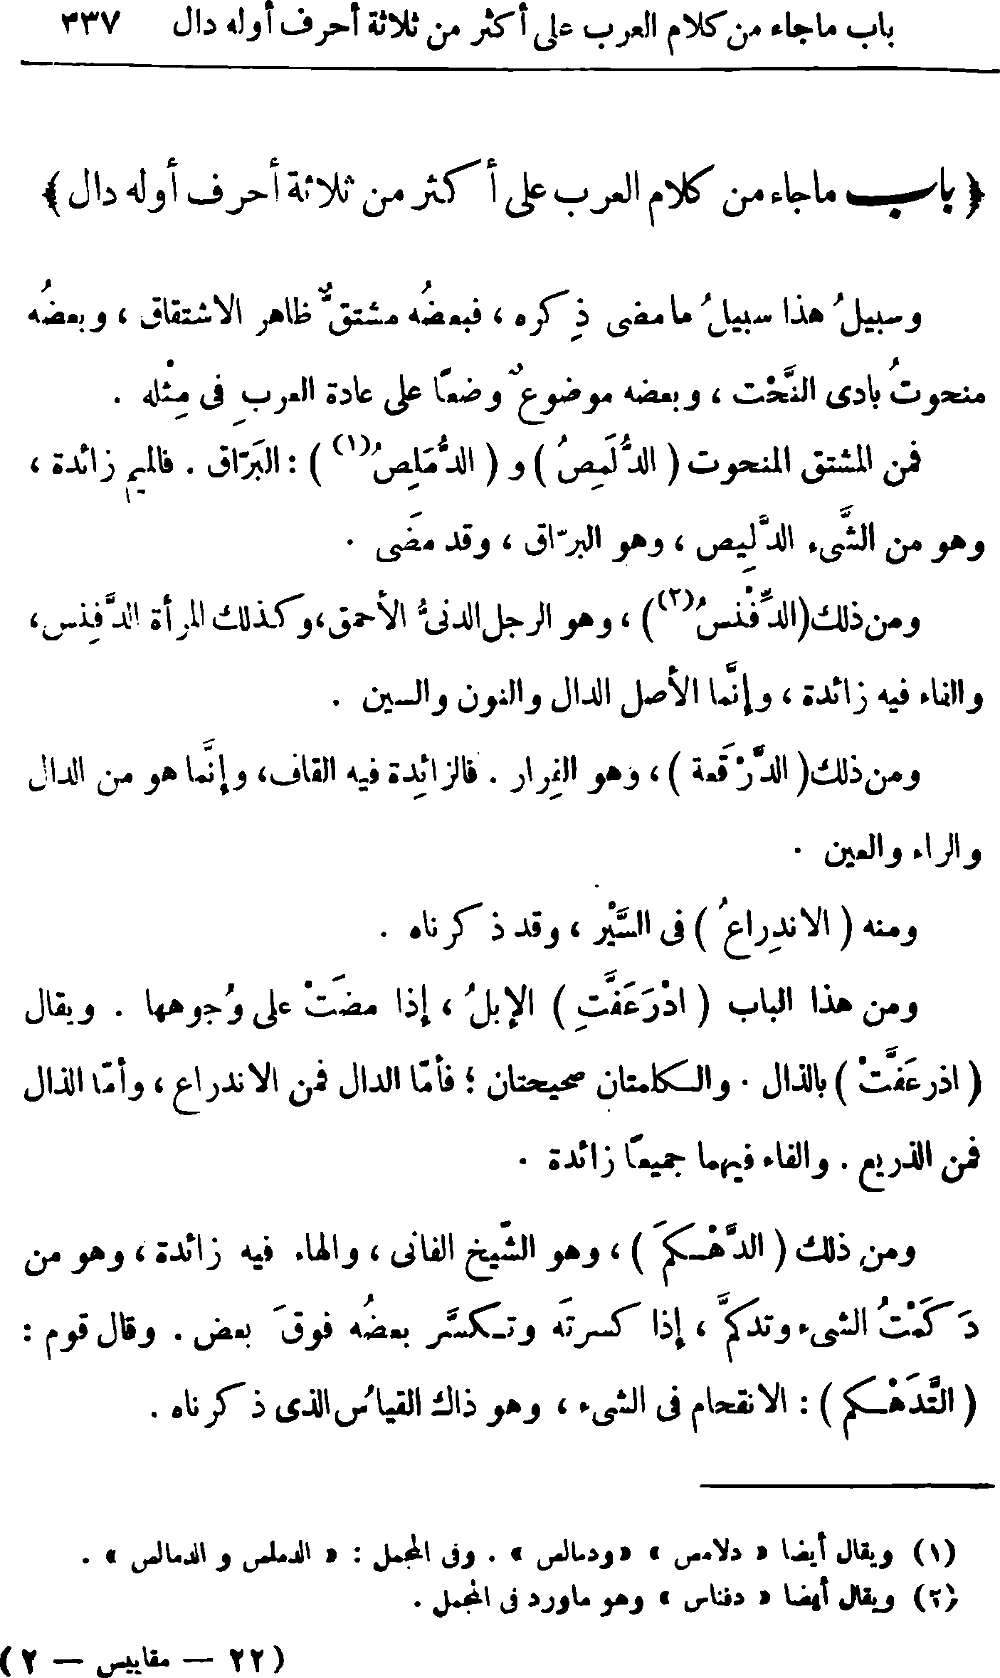 باب ماجاء من كلام العرب على أكثر من ثلاثة أحرف أوله دال ٣٣٧
﴿ باب ماجاء من كلام العرب على أكثر من ثلاثة أحرف أوله دال ﴾
وسبيلُ هذا سبيلُ ما مضى ذِكره ، فبعضُه مشتقٌّ ظاهر الاشتقاق ، وبعضُه
منحوتُ بادى النَّحْت ، وبعضه موضوعٌ وضعًا على عادة العربِ فى مِثْله .
فمن المشتق المنحوت ( الدُّلَمِصُ ) و ( الدُّمَلِصُ(١) ) : البَرّاق . فالميم زائدة ،
وهو من الشَّىء الدَّلِيص ، وهو البرّاق ، وقد مضَى .
ومن ذلك (الدِّفْنسُ(٢)) ، وهو الرجل الدنىُّ الأحمق ، وكذلك المرأة الدَّفِنس ،
والفاء فيه زائدة ، وإنَّما الأصل الدال والنون والسين .
ومن ذلك ( الدَّرْقَعة ) ، وهو الفِرار . فالزائِدة فيه القاف ، وإنَّما هو من الدال
والراء والعين .
ومنه ( الاندِراعُ ) فى السَّيْر ، وقد ذكرناه .
ومن هذا الباب ( ادْرَعَفَّتِ ) الإبلُ ، إذا مضَتْ على وُجوهها . ويقال
( اذرعَفَّتْ ) بالذال . والكلمتان صحيحتان ؛ فأمّا الدال فمن الاندراع ، وأمّا الذال
فمن الذريع . والفاء فيهما جميعًا زائدة .
ومن ذلك ( الدَّهْكمَ ) ، وهو الشّيخ الفانى ، والهاء فيه زائدة ، وهو من
دَكَمْتُ الشىء وتدكمَّ ، إذا كسرتَه وتكسَّر بعضُه فوقَ بعض . وقال قوم :
( التَّدَهْكم ) : الانقحام فى الشىء ، وهو ذاك القياسُ الذى ذكرناه .
(١) ويقال أيضا « دلامص » « ودمالص » . وفى المجمل : « الدملص و الدمالص » .
(٢) ويقال أيضا « دفناس » وهو ماورد فى المجمل .
(٢٢ — مقاييس — ٢)